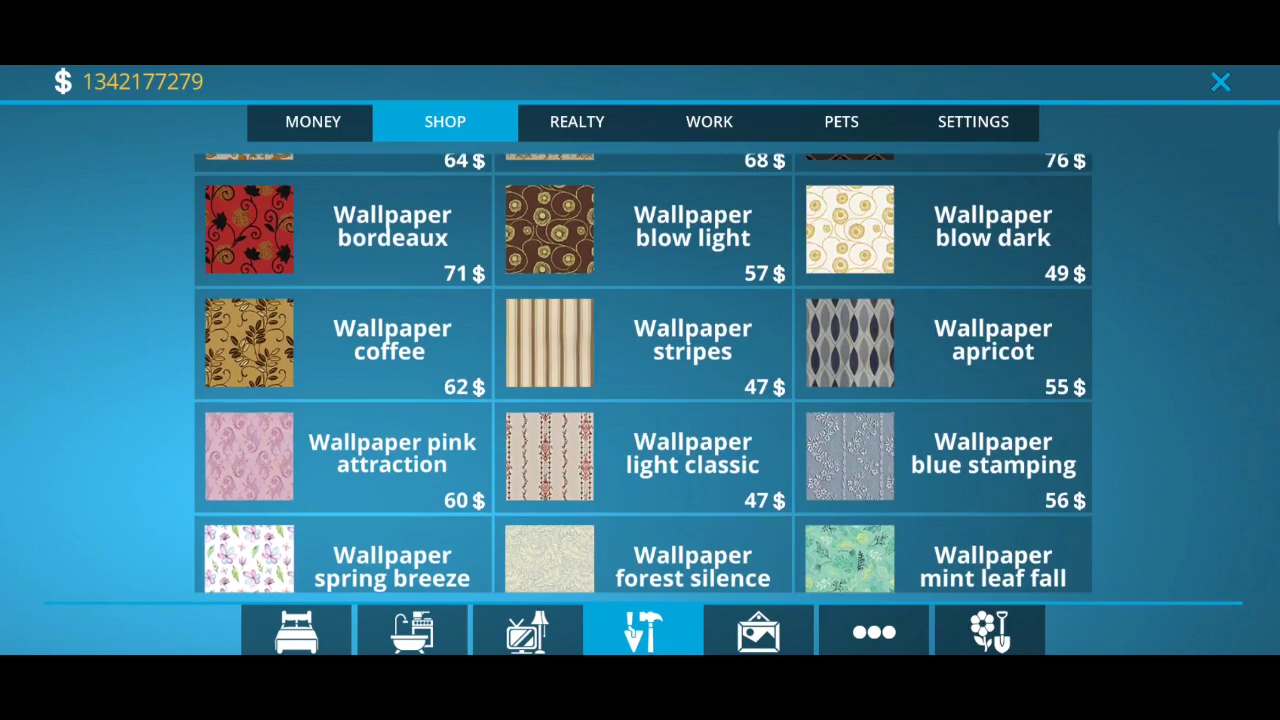 $ 1342177279
MONEY SHOP REALTY WORK PETS SETTINGS
64 $ 68 $ 76 $
Wallpaper
bordeaux
71 $
Wallpaper
blow light
57 $
Wallpaper
blow dark
49 $
Wallpaper
coffee
62 $
Wallpaper
stripes
47 $
Wallpaper
apricot
55 $
Wallpaper pink
attraction
60 $
Wallpaper
light classic
47 $
Wallpaper
blue stamping
56 $
Wallpaper
spring breeze
Wallpaper
forest silence
Wallpaper
mint leaf fall